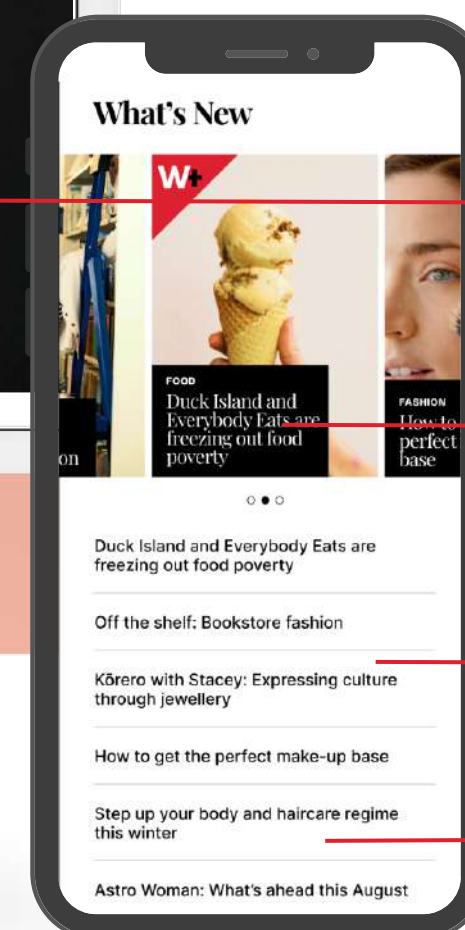 What's New
W+
FOOD
Duck Island and
Everybody Eats are
freezing out food
poverty
on
FASHION
How to
perfect
base
Duck Island and Everybody Eats are
freezing out food poverty
Off the shelf: Bookstore fashion
Kōrero with Stacey: Expressing culture
through jewellery
How to get the perfect make-up base
Step up your body and haircare regime
this winter
Astro Woman: What's ahead this August